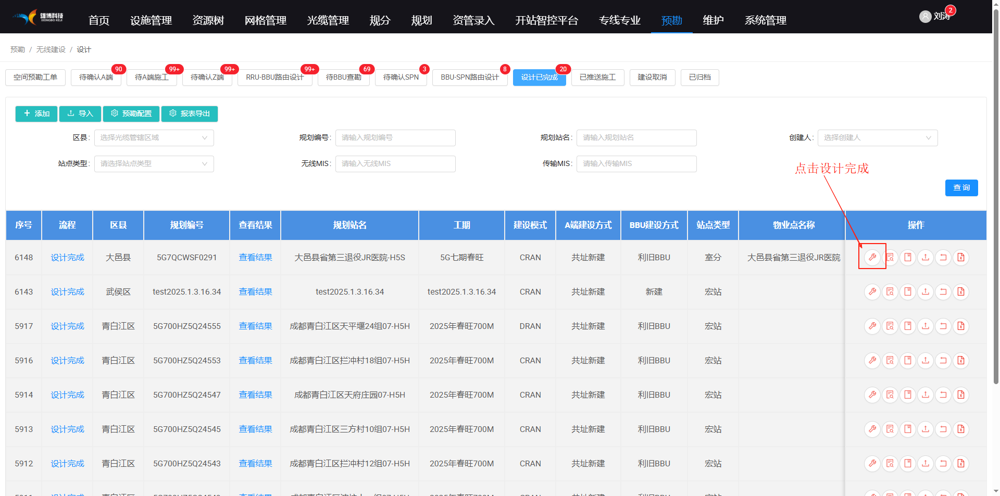 雄博科技
XIONGBO KEJI
首页 设施管理 资源树 网格管理 光缆管理 规分 规划 资管录入 开站智控平台 专线专业 预勘 维护 系统管理 刘涛 2
预勘 / 无线建设 / 设计
空间预勘工单 待确认A端 90 待A端施工 99+ 待确认Z端 99+ RRU-BBU路由设计 99+ 待BBU查勘 69 待确认SPN 3 BBU-SPN路由设计 8 设计已完成 20 已推送施工 建设取消 已归档
添加 导入 预勘配置 报表导出
区县: 选择光缆管辖区域 规划编号: 请输入规划编号 规划站名: 请输入规划站名 创建人: 选择创建人
站点类型: 请选择站点类型 无线MIS: 请输入无线MIS 传输MIS: 请输入传输MIS
点击设计完成
查 询
序号 流程 区县 规划编号 查看结果 规划站名 工期 建设模式 A端建设方式 BBU建设方式 站点类型 物业点名称 操作
6148 设计完成 大邑县 5G7QCWSF0291 查看结果 大邑县省第三退役JR医院-H5S 5G七期春旺 CRAN 共址新建 利旧BBU 室分 大邑县省第三退役JR医院
6143 设计完成 武侯区 test2025.1.3.16.34 查看结果 test2025.1.3.16.34 test2025.1.3.16.34 CRAN 共址新建 新建 宏站
5917 设计完成 青白江区 5G700HZ5Q24555 查看结果 成都青白江区天平堰24组07-H5H 2025年春旺700M DRAN 共址新建 利旧BBU 宏站
5916 设计完成 青白江区 5G700HZ5Q24553 查看结果 成都青白江区拦冲村18组07-H5H 2025年春旺700M CRAN 共址新建 利旧BBU 宏站
5914 设计完成 青白江区 5G700HZ5Q24547 查看结果 成都青白江区天府庄园07-H5H 2025年春旺700M CRAN 共址新建 利旧BBU 宏站
5913 设计完成 青白江区 5G700HZ5Q24545 查看结果 成都青白江区三方村10组07-H5H 2025年春旺700M CRAN 共址新建 利旧BBU 宏站
5912 设计完成 青白江区 5G700HZ5Q24543 查看结果 成都青白江区拦冲村12组07-H5H 2025年春旺700M CRAN 共址新建 利旧BBU 宏站